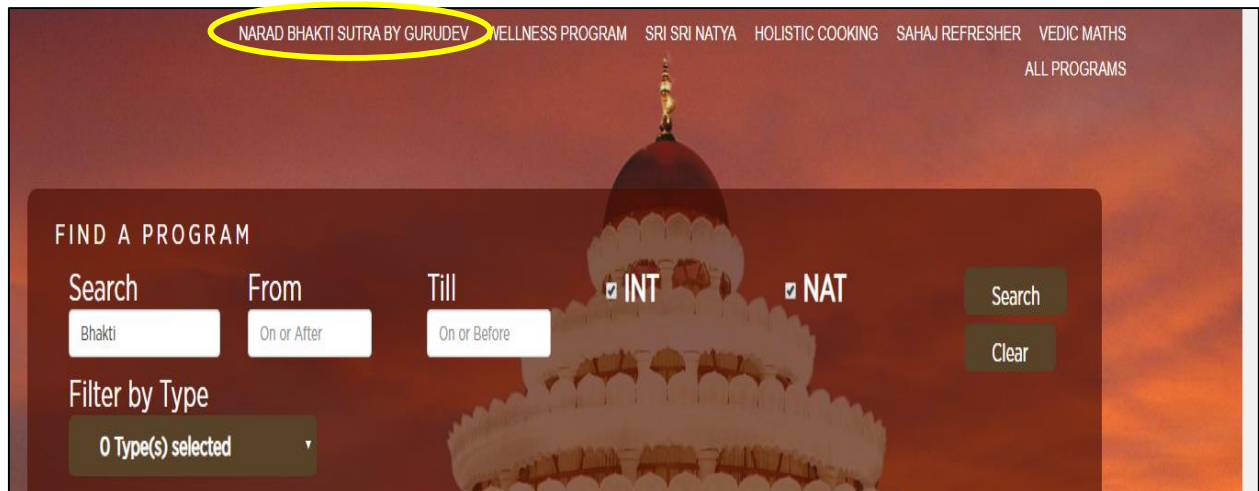 NARAD BHAKTI SUTRA BY GURUDEV WELLNESS PROGRAM SRI SRI NATYA HOLISTIC COOKING SAHAJ REFRESHER VEDIC MATHS
ALL PROGRAMS
FIND A PROGRAM
Search From Till INT NAT Search
Bhakti On or After On or Before
Clear
Filter by Type
0 Type(s) selected